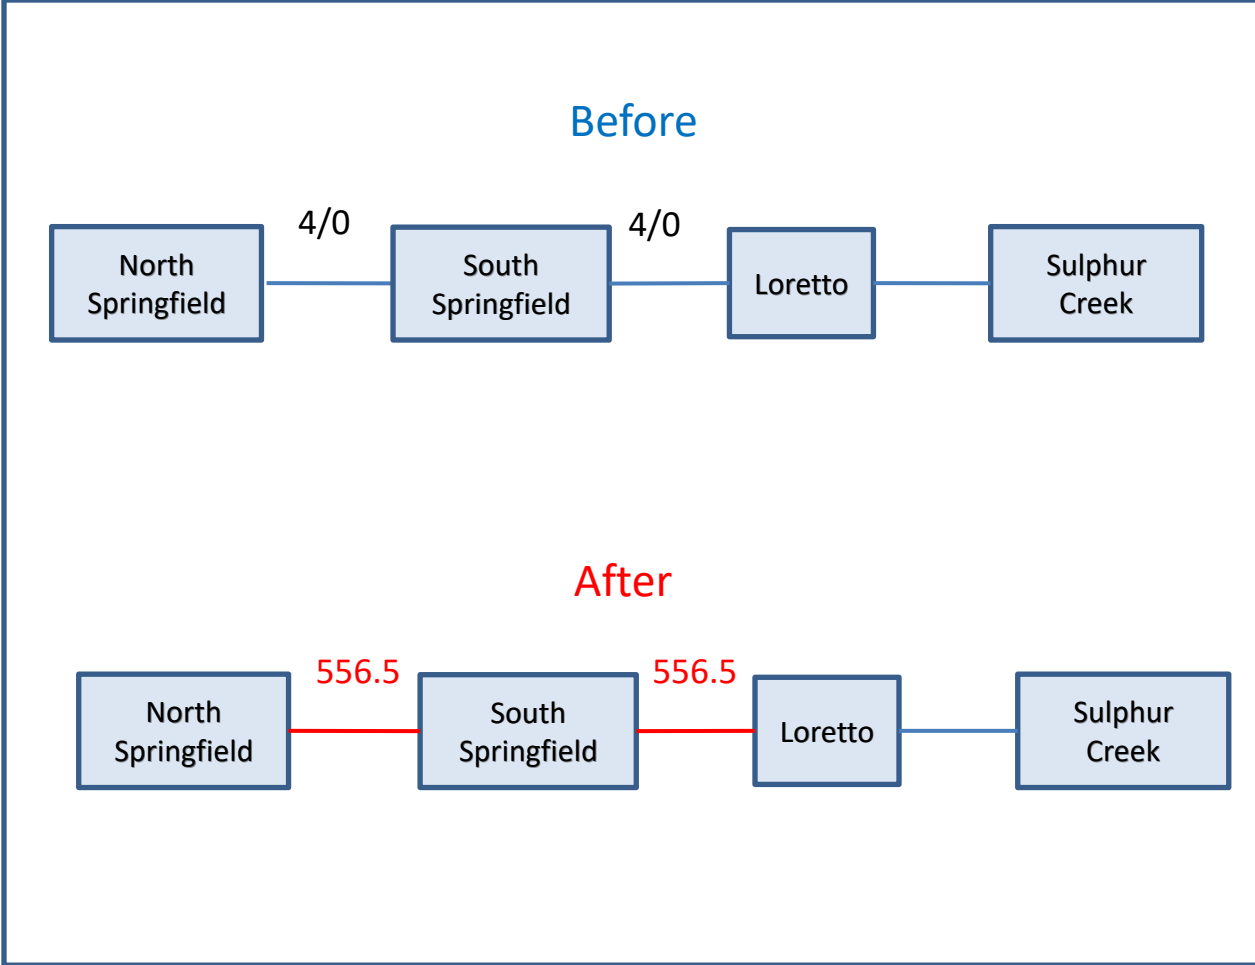 Before
4/0
4/0
North
Springfield
South
Springfield
Loretto
Sulphur
Creek
After
556.5
556.5
North
Springfield
South
Springfield
Loretto
Sulphur
Creek